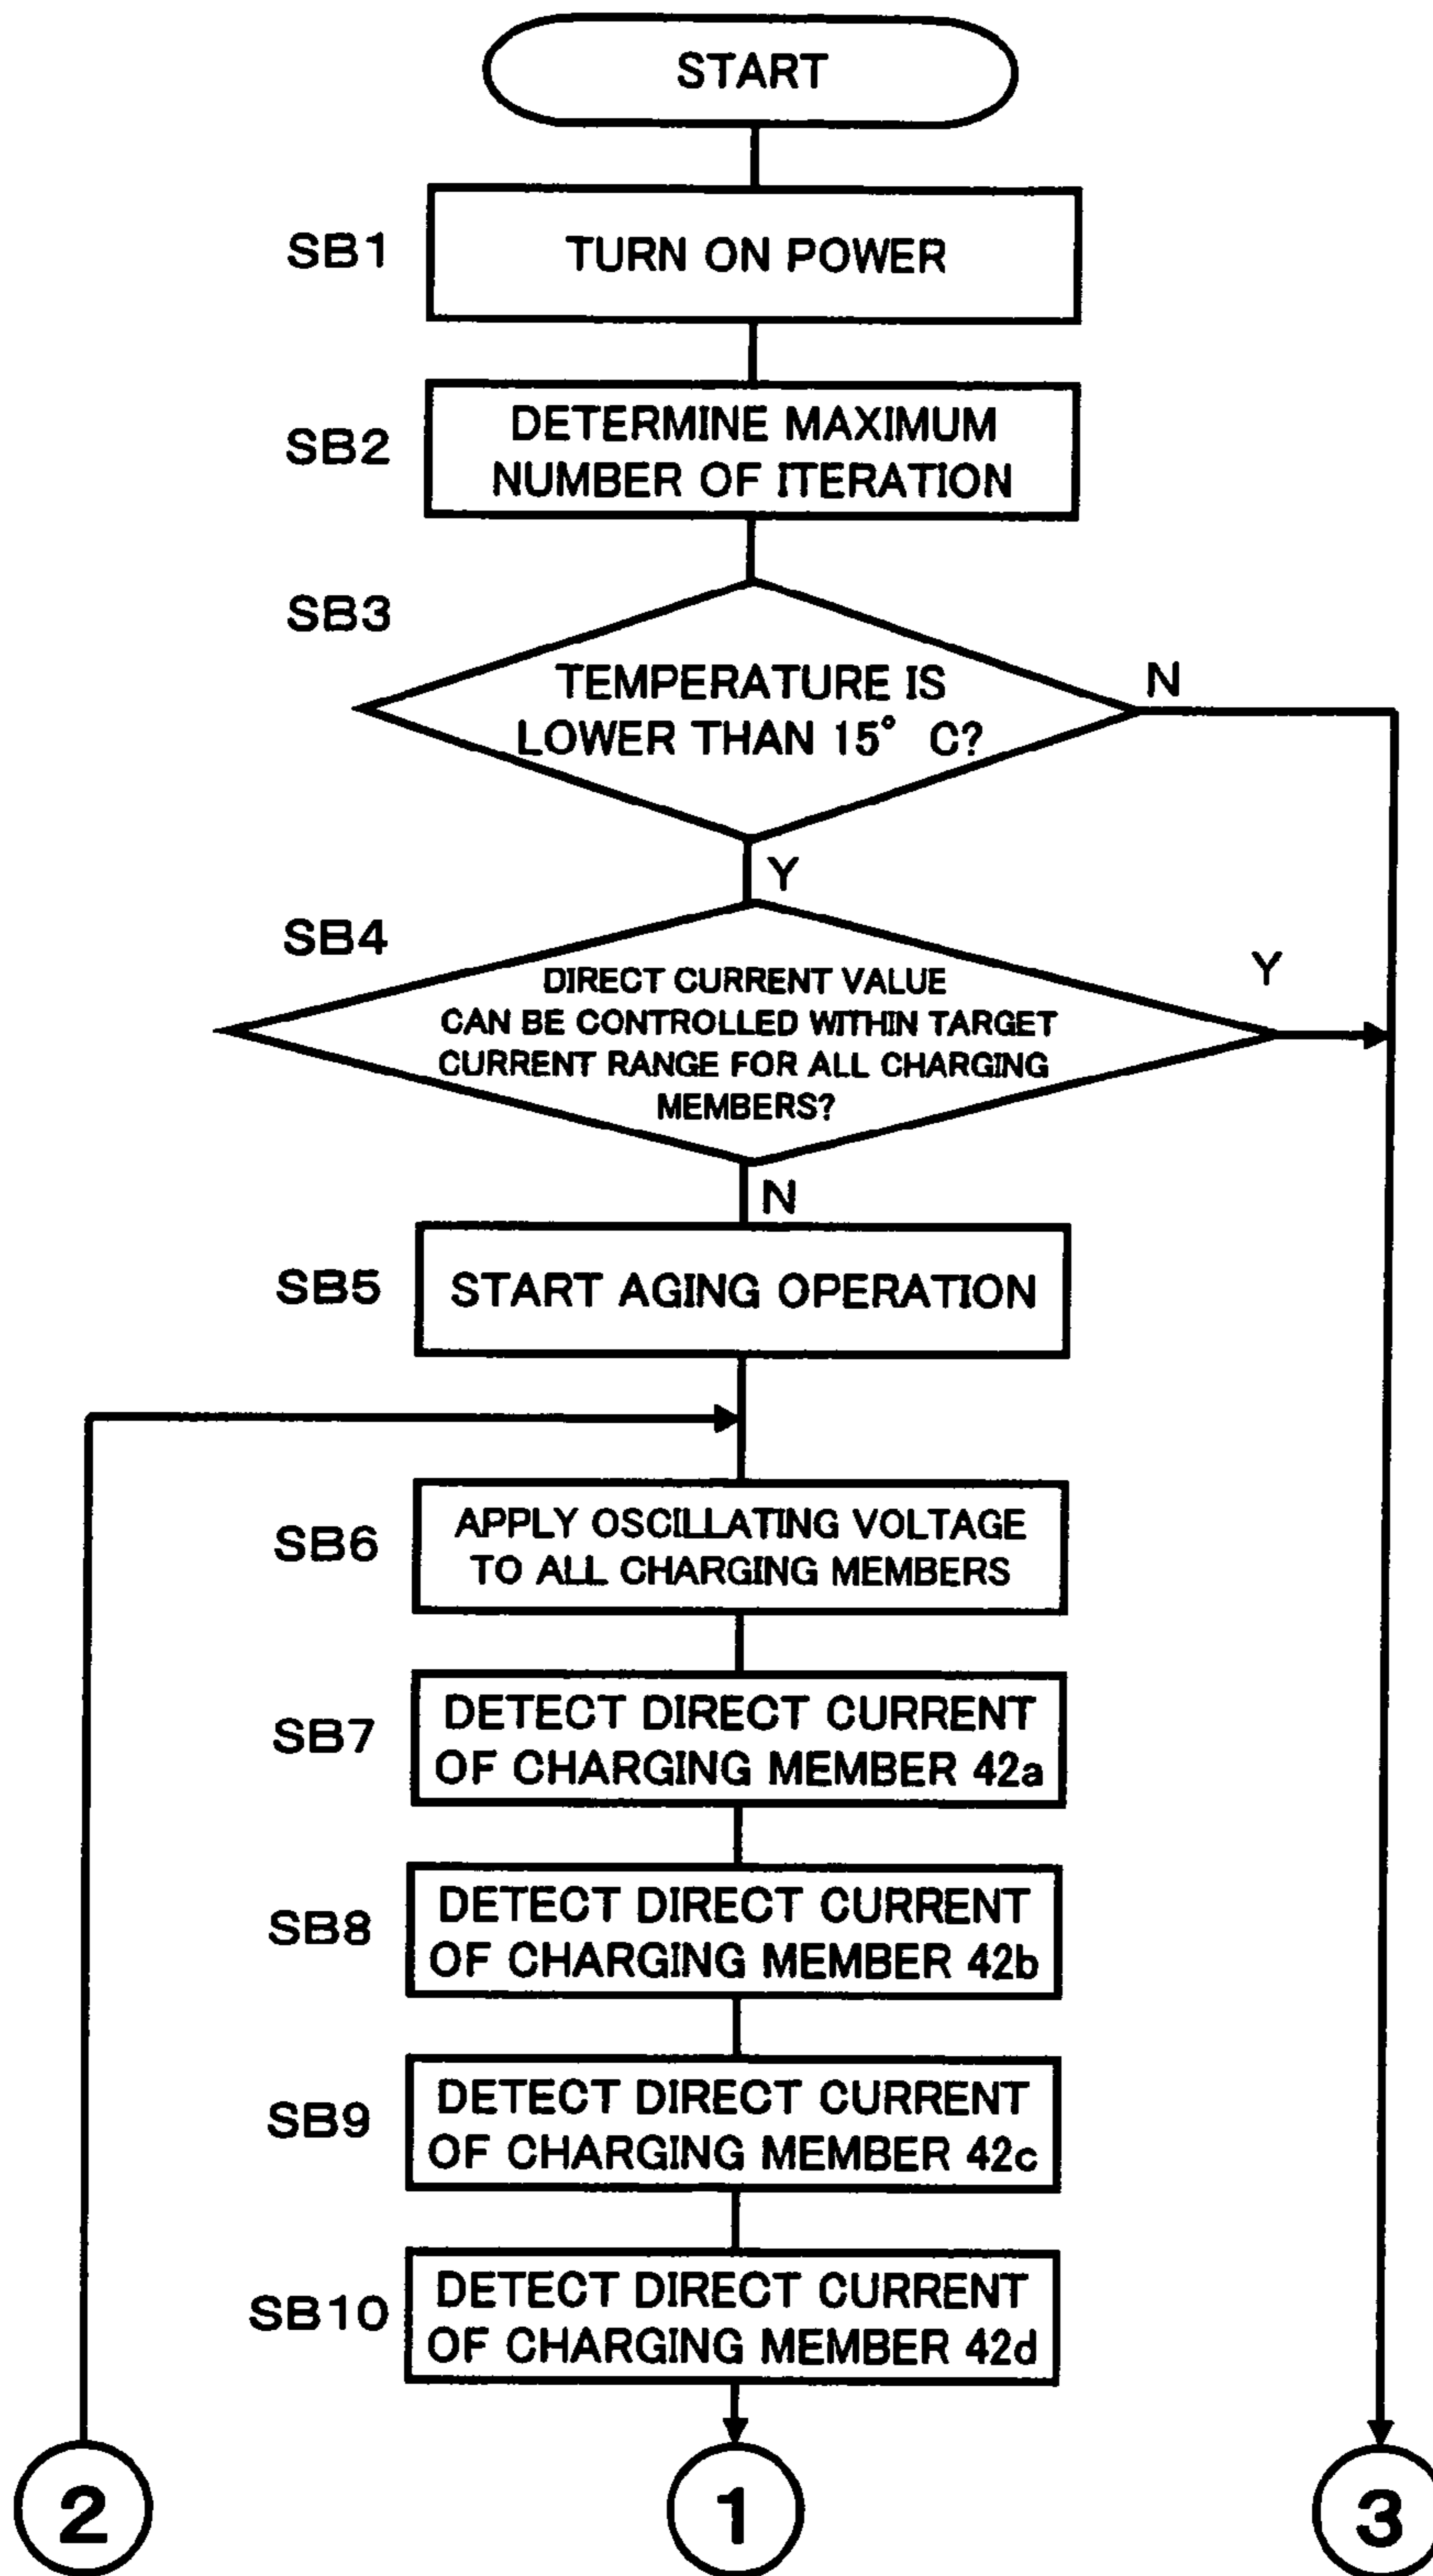 START
SB1
TURN ON POWER
SB2
DETERMINE MAXIMUM
NUMBER OF ITERATION
SB3
TEMPERATURE IS
LOWER THAN 15° C?
N
Y
SB4
DIRECT CURRENT VALUE
CAN BE CONTROLLED WITHIN TARGET
CURRENT RANGE FOR ALL CHARGING
MEMBERS?
Y
N
SB5
START AGING OPERATION
SB6
APPLY OSCILLATING VOLTAGE
TO ALL CHARGING MEMBERS
SB7
DETECT DIRECT CURRENT
OF CHARGING MEMBER 42a
SB8
DETECT DIRECT CURRENT
OF CHARGING MEMBER 42b
SB9
DETECT DIRECT CURRENT
OF CHARGING MEMBER 42c
SB10
DETECT DIRECT CURRENT
OF CHARGING MEMBER 42d
2
1
3